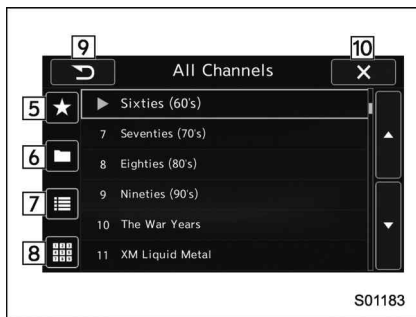 9 10
All Channels X
5 Sixties (60's)
7 Seventies (70's)
6 8 Eighties (80's)
7 9 Nineties (90's)
10 The War Years
8 11 XM Liquid Metal
S01183